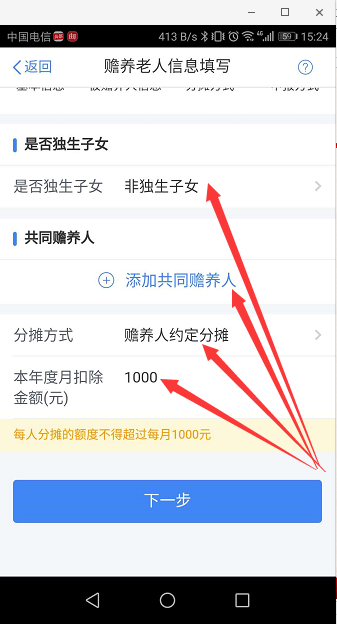 中国电信 413 B/s 4G 59 15:24
返回 赡养老人信息填写 ?
是否独生子女
是否独生子女 非独生子女
共同赡养人
添加共同赡养人
分摊方式 赡养人约定分摊
本年度月扣除 1000
金额(元)
每人分摊的额度不得超过每月1000元
下一步